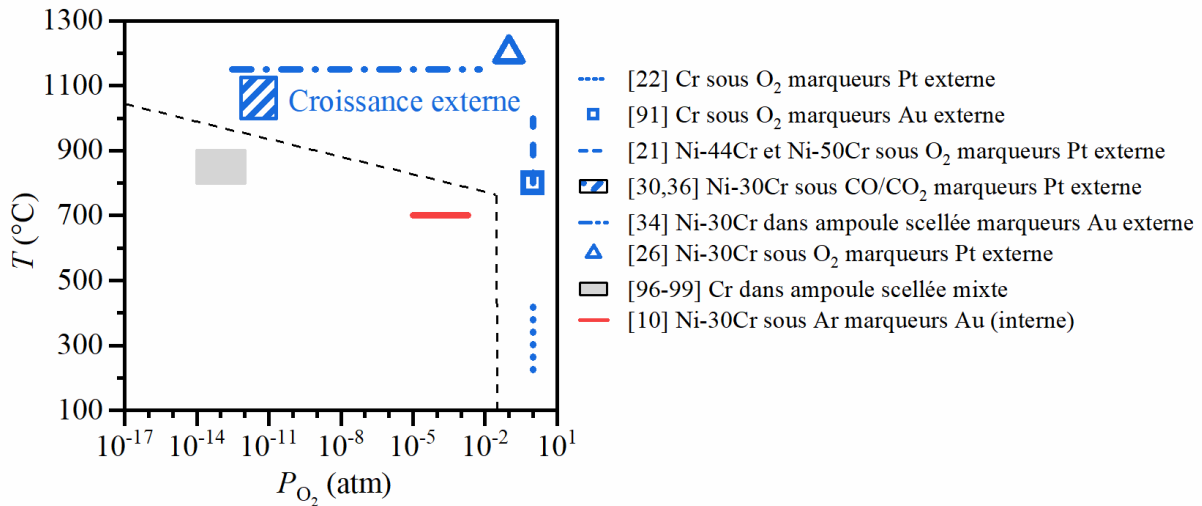 1300
1100
900
700
500
300
100
T (°C)
Croissance externe
10⁻¹⁷ 10⁻¹⁴ 10⁻¹¹ 10⁻⁸ 10⁻⁵ 10⁻² 10¹
P_O₂ (atm)
[22] Cr sous O₂ marqueurs Pt externe
[91] Cr sous O₂ marqueurs Au externe
[21] Ni-44Cr et Ni-50Cr sous O₂ marqueurs Pt externe
[30,36] Ni-30Cr sous CO/CO₂ marqueurs Pt externe
[34] Ni-30Cr dans ampoule scellée marqueurs Au externe
[26] Ni-30Cr sous O₂ marqueurs Pt externe
[96-99] Cr dans ampoule scellée mixte
[10] Ni-30Cr sous Ar marqueurs Au (interne)